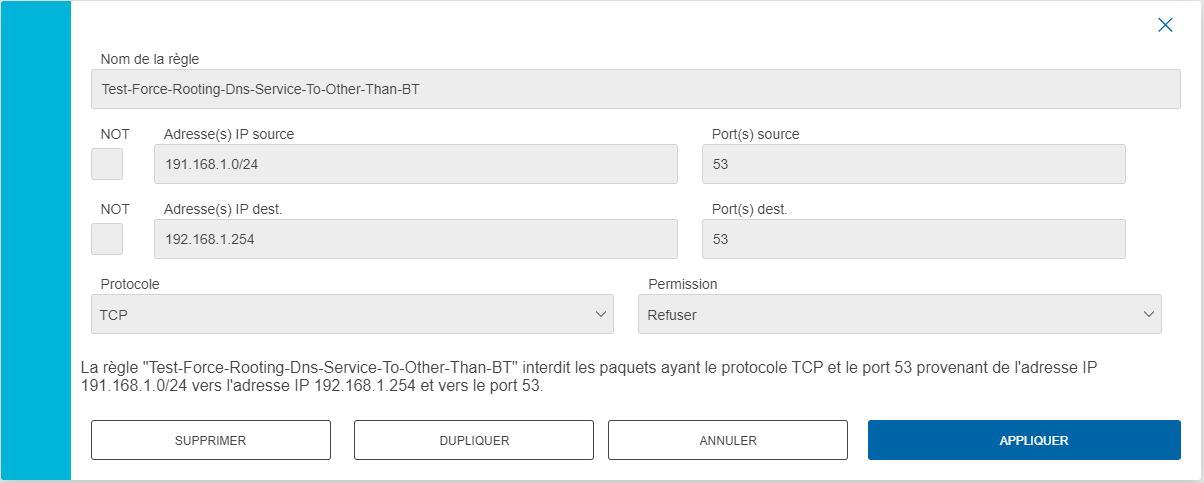 Nom de la règle
Test-Force-Rooting-Dns-Service-To-Other-Than-BT
NOT Adresse(s) IP source Port(s) source
191.168.1.0/24 53
NOT Adresse(s) IP dest. Port(s) dest.
192.168.1.254 53
Protocole Permission
TCP Refuser
La règle "Test-Force-Rooting-Dns-Service-To-Other-Than-BT" interdit les paquets ayant le protocole TCP et le port 53 provenant de l'adresse IP
191.168.1.0/24 vers l'adresse IP 192.168.1.254 et vers le port 53.
SUPPRIMER DUPLIQUER ANNULER APPLIQUER